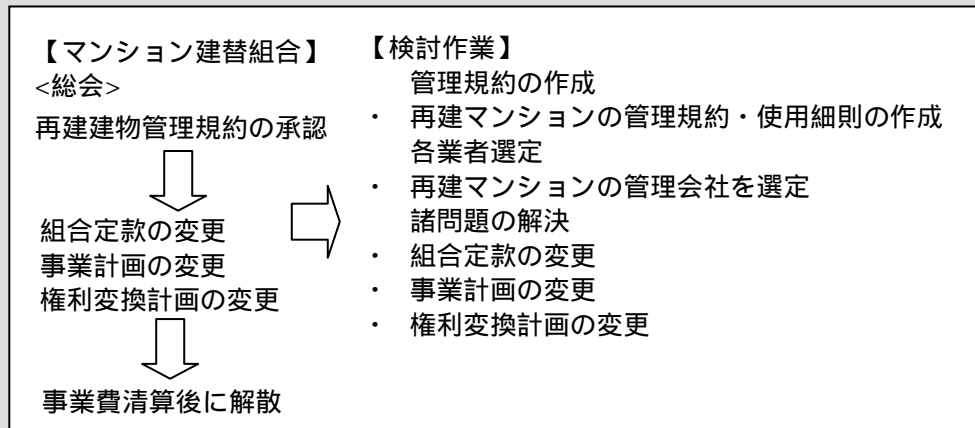 【マンション建替組合】
<総会>
再建建物管理規約の承認
組合定款の変更
事業計画の変更
権利変換計画の変更
事業費清算後に解散
【検討作業】
管理規約の作成
・ 再建マンションの管理規約・使用細則の作成
各業者選定
・ 再建マンションの管理会社を選定
諸問題の解決
・ 組合定款の変更
・ 事業計画の変更
・ 権利変換計画の変更